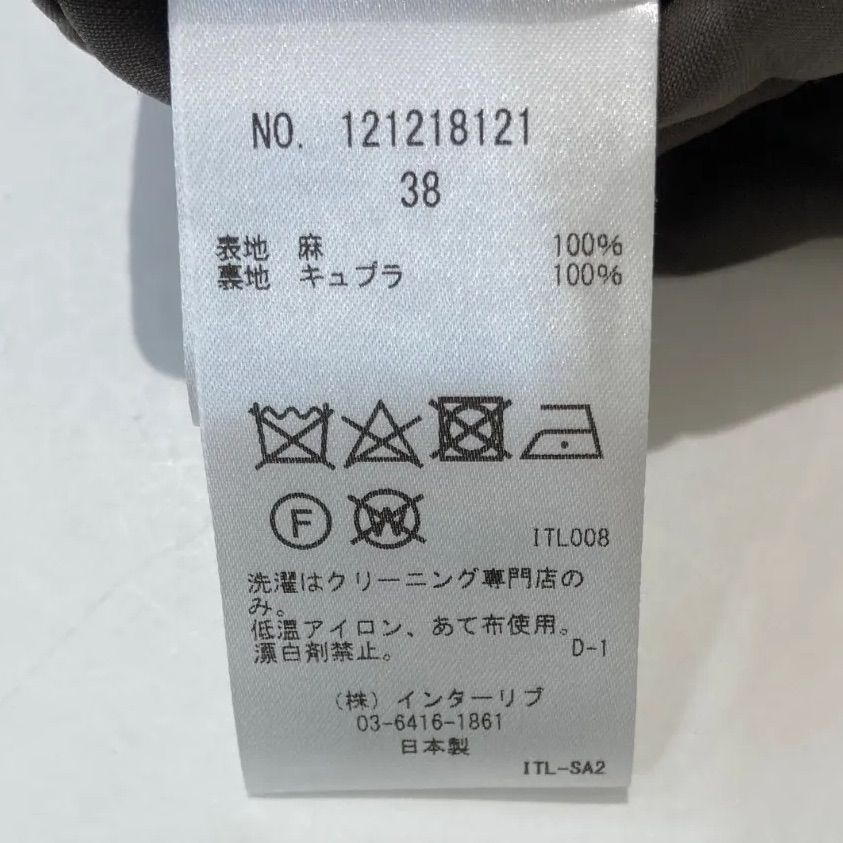 NO. 121218121
38
表地 麻 100%
裏地 キュプラ 100%
F W
ITL008
洗濯はクリーニング専門店の
み。
低温アイロン、あて布使用。
漂白剤禁止。 D-1
(株) インターリブ
03-6416-1861
日本製
ITL-SA2